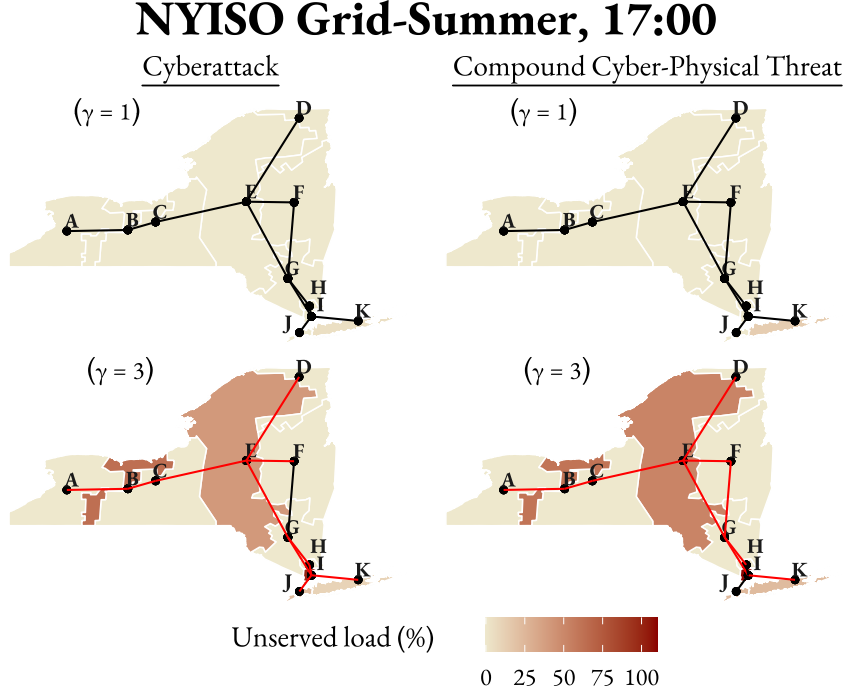 NYISO Grid-Summer, 17:00
Cyberattack
Compound Cyber-Physical Threat
(γ = 1)
D
E
F
A
B
C
G
H
I
J
K
(γ = 1)
D
E
F
A
B
C
G
H
I
J
K
(γ = 3)
D
E
F
A
B
C
G
H
I
J
K
(γ = 3)
D
E
F
A
B
C
G
H
I
J
K
Unserved load (%)
0 25 50 75 100